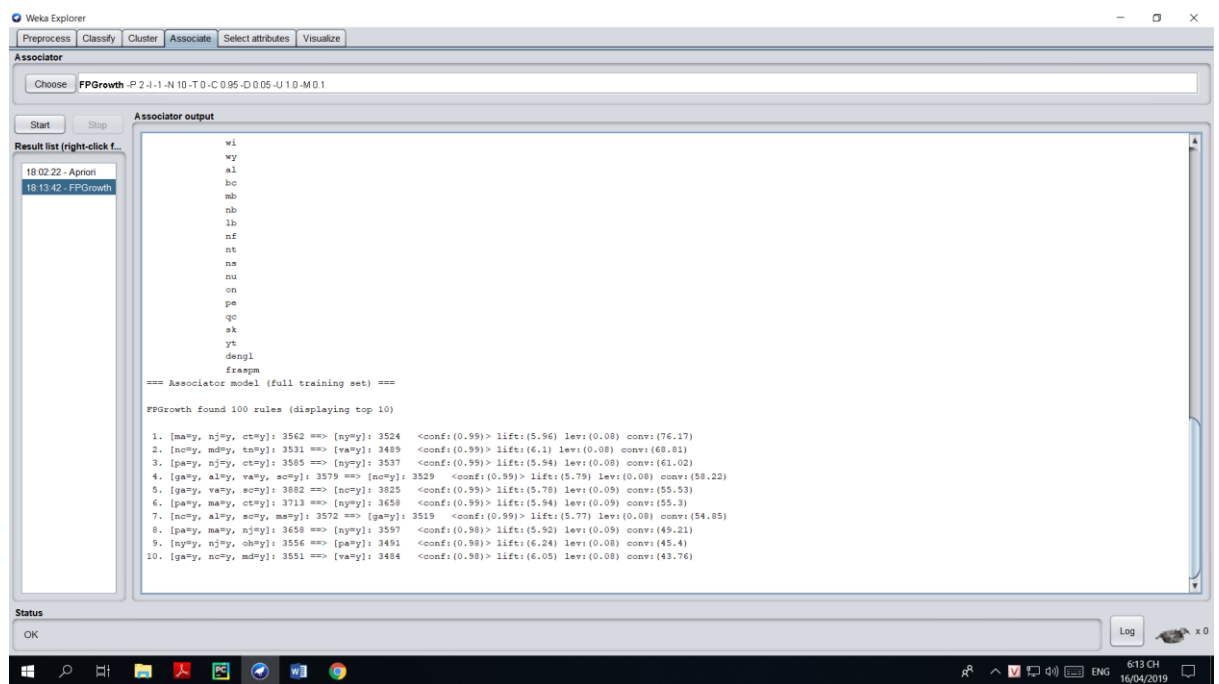 Weka Explorer
Preprocess Classify Cluster Associate Select attributes Visualize
Associator
Choose FPGrowth -P 2 -I -1 -N 10 -T 0 -C 0.95 -D 0.05 -U 1.0 -M 0.1
Start Stop
Associator output
Result list (right-click f...
18:02:22 - Apriori
18:13:42 - FPGrowth
wi
wy
al
bc
mb
nb
lb
nf
nt
ns
nu
on
pe
qc
sk
yt
dengl
fraspm
=== Associator model (full training set) ===
FPGrowth found 100 rules (displaying top 10)
1. [ma=y, nj=y, ct=y]: 3562 ==> [ny=y]: 3524 <conf:(0.99)> lift:(5.96) lev:(0.08) conv:(76.17)
2. [nc=y, md=y, tn=y]: 3531 ==> [va=y]: 3489 <conf:(0.99)> lift:(6.1) lev:(0.08) conv:(68.81)
3. [pa=y, nj=y, ct=y]: 3585 ==> [ny=y]: 3537 <conf:(0.99)> lift:(5.94) lev:(0.08) conv:(61.02)
4. [ga=y, al=y, va=y, sc=y]: 3579 ==> [nc=y]: 3529 <conf:(0.99)> lift:(5.79) lev:(0.08) conv:(58.22)
5. [ga=y, va=y, sc=y]: 3882 ==> [nc=y]: 3825 <conf:(0.99)> lift:(5.78) lev:(0.09) conv:(55.53)
6. [pa=y, ma=y, ct=y]: 3713 ==> [ny=y]: 3658 <conf:(0.99)> lift:(5.94) lev:(0.09) conv:(55.3)
7. [nc=y, al=y, sc=y, ms=y]: 3572 ==> [ga=y]: 3519 <conf:(0.99)> lift:(5.77) lev:(0.08) conv:(54.85)
8. [pa=y, ma=y, nj=y]: 3658 ==> [ny=y]: 3597 <conf:(0.98)> lift:(5.92) lev:(0.09) conv:(49.21)
9. [ny=y, nj=y, oh=y]: 3556 ==> [pa=y]: 3491 <conf:(0.98)> lift:(6.24) lev:(0.08) conv:(45.4)
10. [ga=y, nc=y, md=y]: 3551 ==> [va=y]: 3484 <conf:(0.98)> lift:(6.05) lev:(0.08) conv:(43.76)
Status
OK
Log x 0
ENG 6:13 CH
16/04/2019